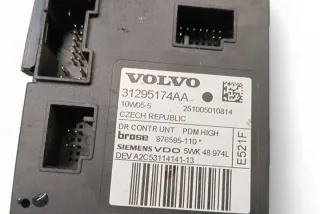 VOLVO
31295174AA
10W05-5 251005010814
CZECH REPUBLIC
DR CONTR UNT PDM HIGH
brose 976595-110*
SIEMENS VDO 5WK 48 974L
DEV A2C53114141-13
E521F